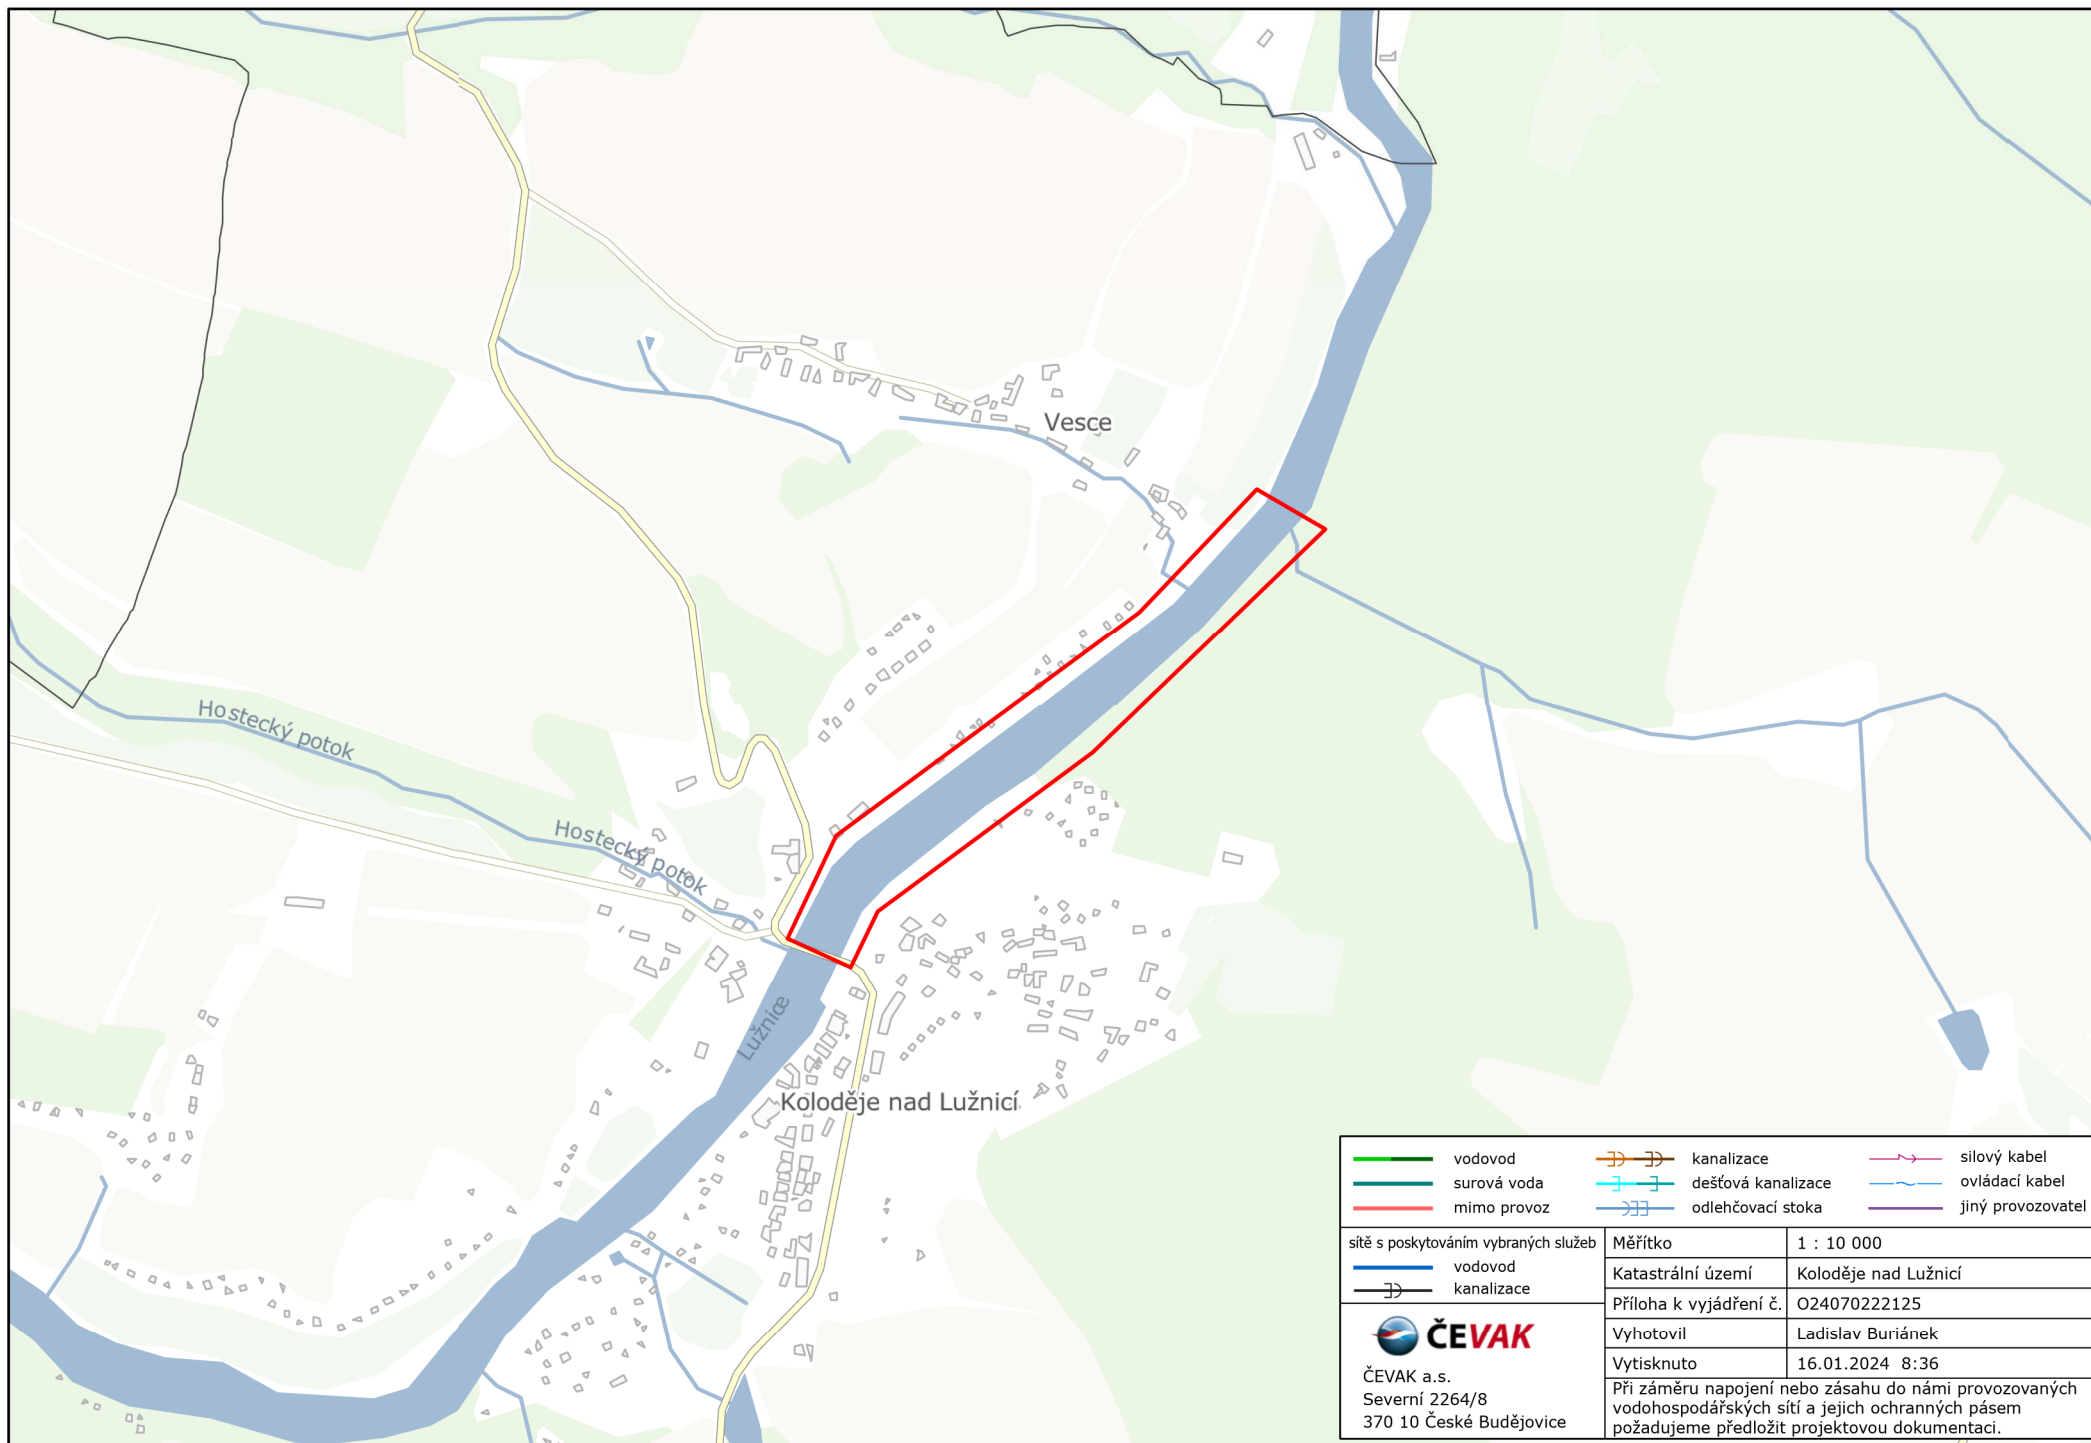 Vesce
Hostecký potok
Hostecký potok
Lužnice
Koloděje nad Lužnicí
vodovod
surová voda
mimo provoz
kanalizace
dešťová kanalizace
odlehčovací stoka
silový kabel
ovládací kabel
jiný provozovatel
sítě s poskytováním vybraných služeb
vodovod
kanalizace
ČEVAK
ČEVAK a.s.
Severní 2264/8
370 10 České Budějovice
Měřítko 1 : 10 000
Katastrální území Koloděje nad Lužnicí
Příloha k vyjádření č. O24070222125
Vyhotovil Ladislav Buriánek
Vytisknuto 16.01.2024 8:36
Při záměru napojení nebo zásahu do námi provozovaných
vodohospodářských sítí a jejich ochranných pásem
požadujeme předložit projektovou dokumentaci.